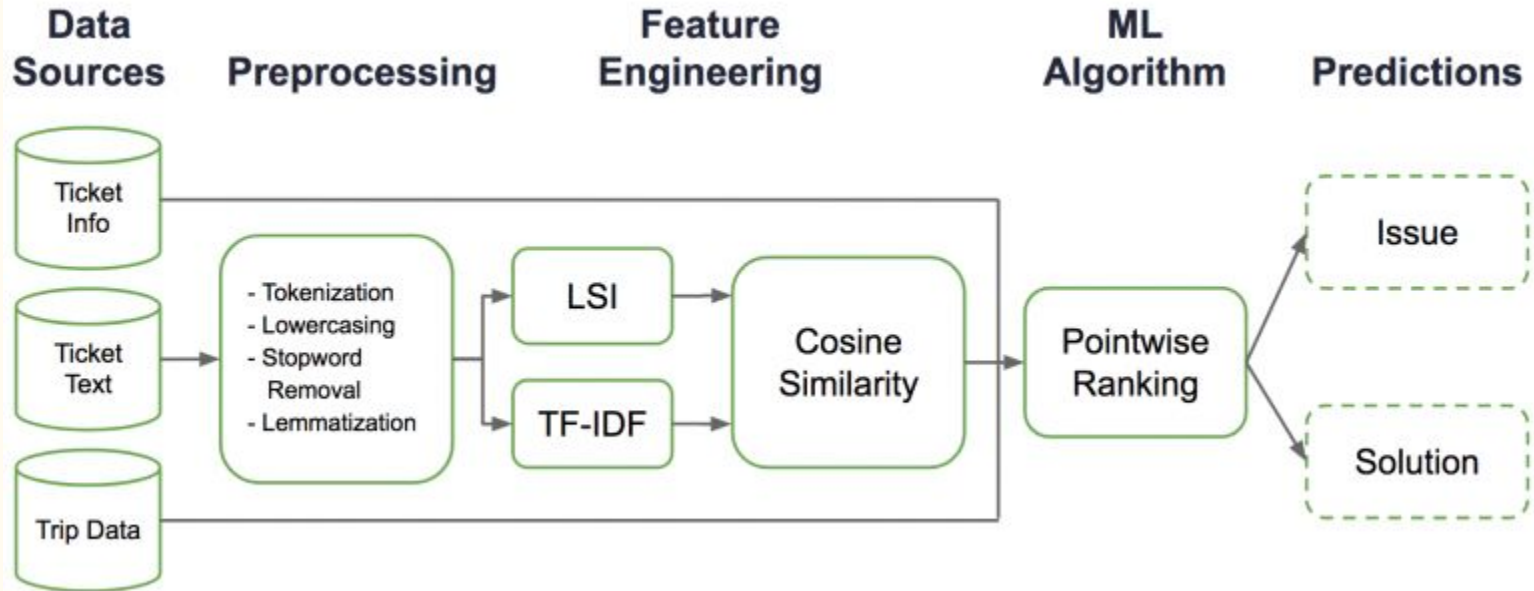 Data
Sources
Preprocessing
Feature
Engineering
ML
Algorithm
Predictions
Ticket
Info
Ticket
Text
Trip Data
- Tokenization
- Lowercasing
- Stopword
Removal
- Lemmatization
LSI
TF-IDF
Cosine
Similarity
Pointwise
Ranking
Issue
Solution